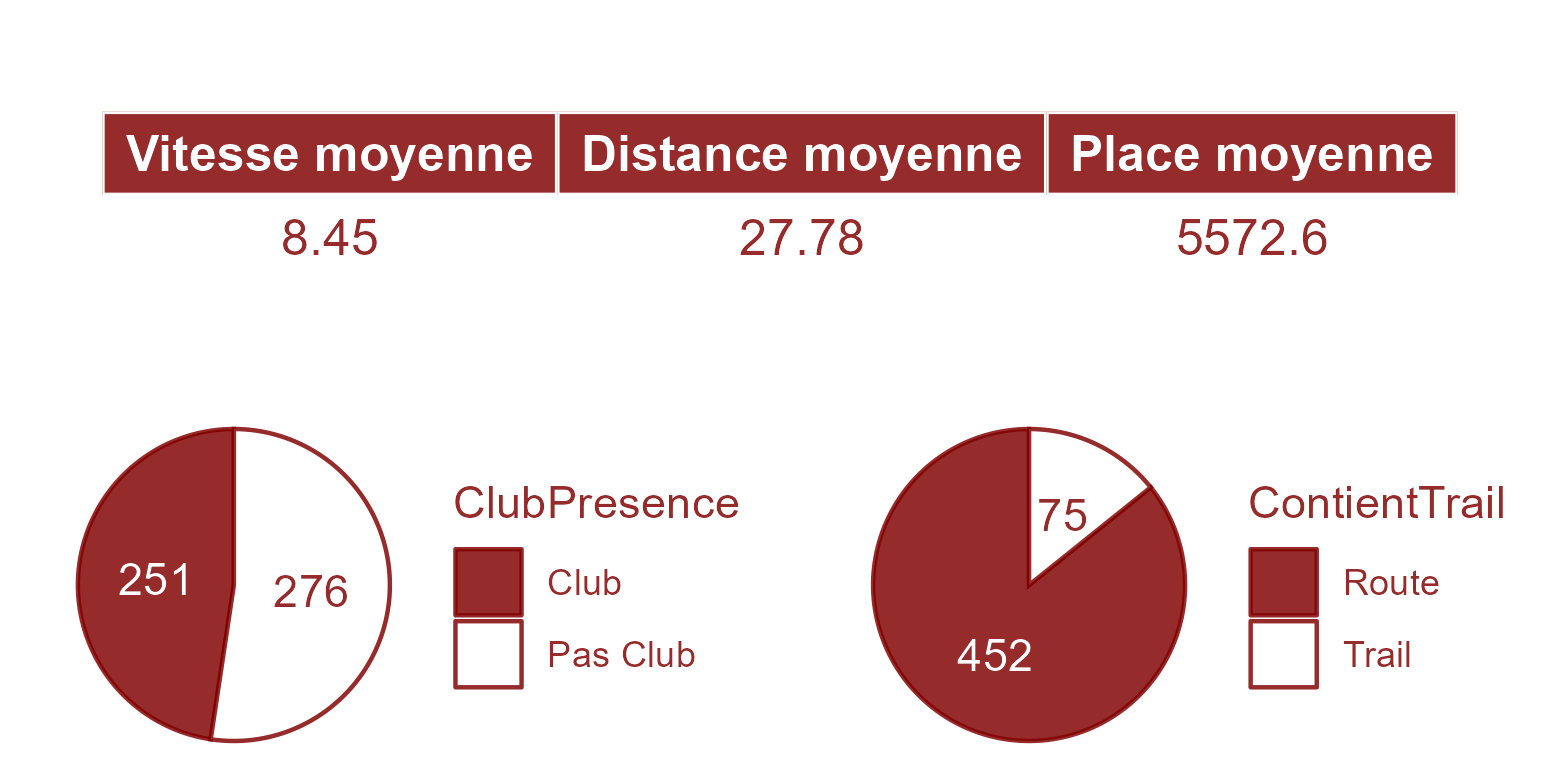 Vitesse moyenne Distance moyenne Place moyenne
8.45 27.78 5572.6
ClubPresence
251 276
Club
Pas Club
ContientTrail
75
452
Route
Trail